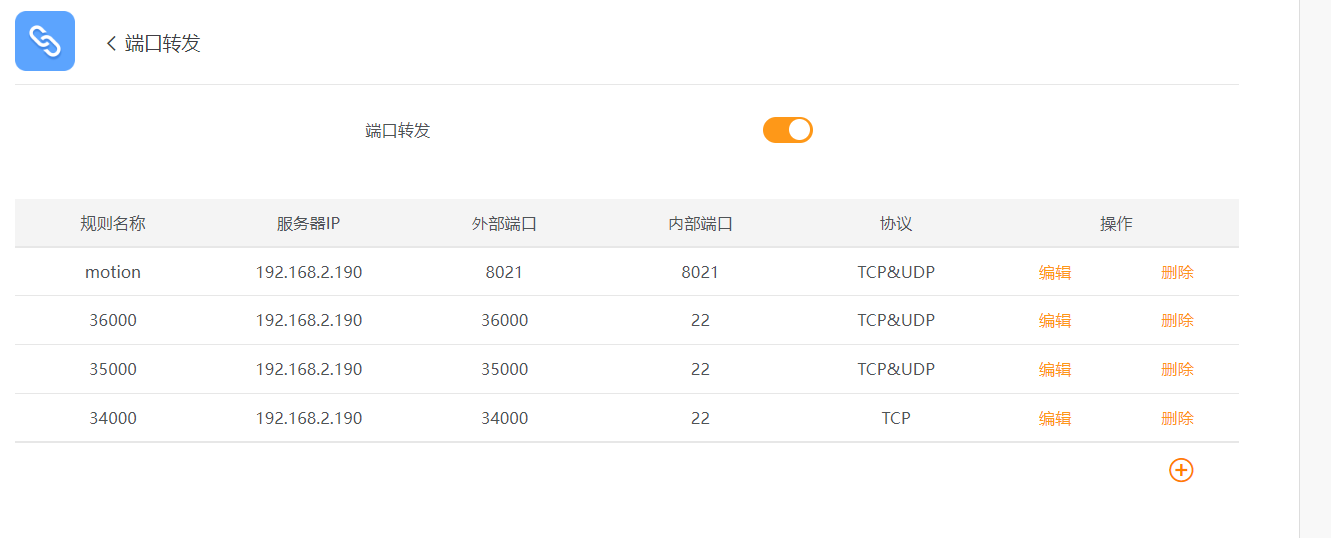 端口转发
端口转发
规则名称 服务器IP 外部端口 内部端口 协议 操作
motion 192.168.2.190 8021 8021 TCP&UDP 编辑 删除
36000 192.168.2.190 36000 22 TCP&UDP 编辑 删除
35000 192.168.2.190 35000 22 TCP&UDP 编辑 删除
34000 192.168.2.190 34000 22 TCP 编辑 删除